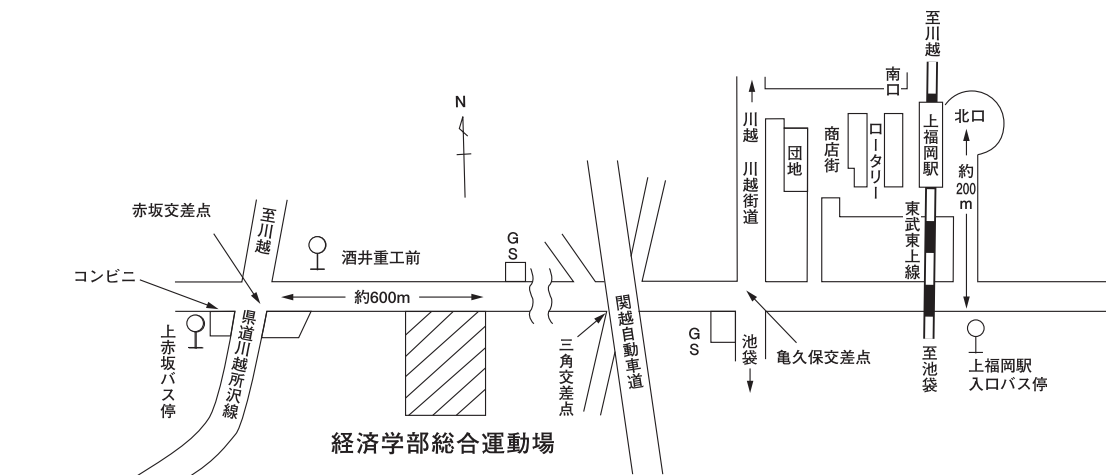 至川越
南口
上福岡駅
北口
約200m
ロータリー
商店街
団地
川越
川越街道
東武東上線
N
赤坂交差点
至川越
酒井重工前
GS
コンビニ
約600m
関越自動車道
県道川越所沢線
上赤坂バス停
三角交差点
GS
池袋
亀久保交差点
至池袋
上福岡駅
入口バス停
経済学部総合運動場